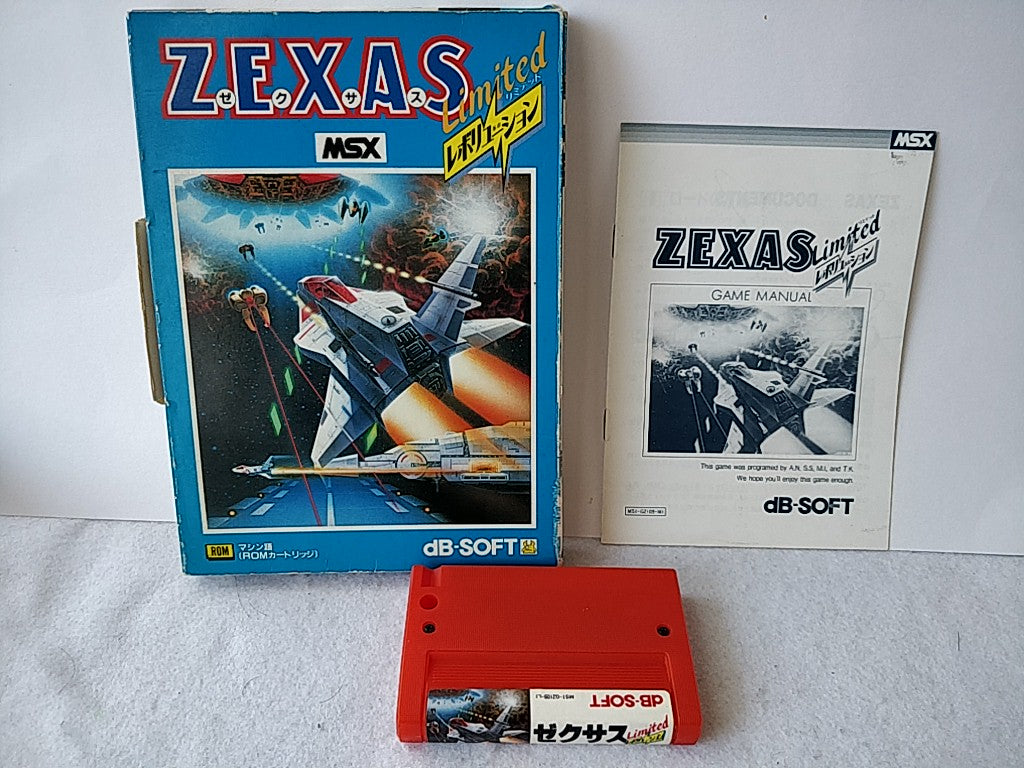 Z.E.X.A.S
ゼクサス
Limited
リミテッド
レボリューション
MSX
ROM
マシン語
(ROMカートリッジ)
dB-SOFT
MSX
ZEXAS Limited
レボリューション
GAME MANUAL
This game was programed by A.N, S.S, M.I, and T.K
We hope you'll enjoy this game enough.
dB-SOFT
dB-SOFT
ゼクサス
Limited